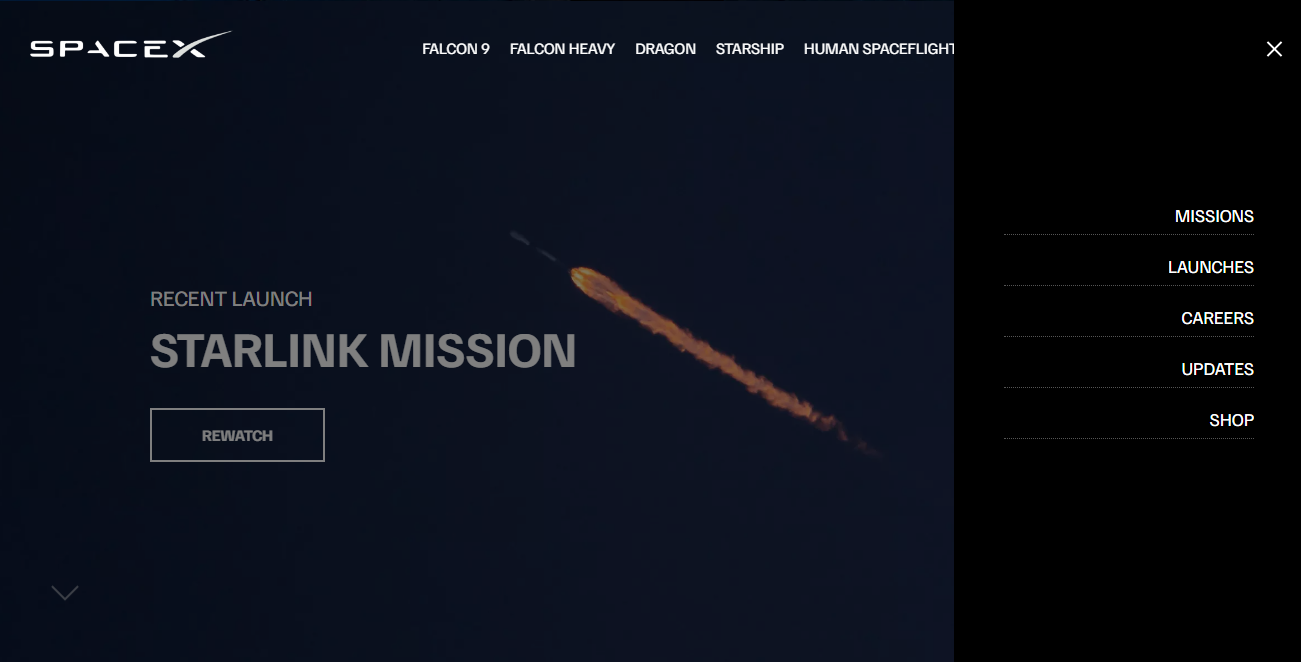 SPACEX
FALCON 9 FALCON HEAVY DRAGON STARSHIP HUMAN SPACEFLIGHT
MISSIONS
LAUNCHES
CAREERS
UPDATES
SHOP
RECENT LAUNCH
STARLINK MISSION
REWATCH